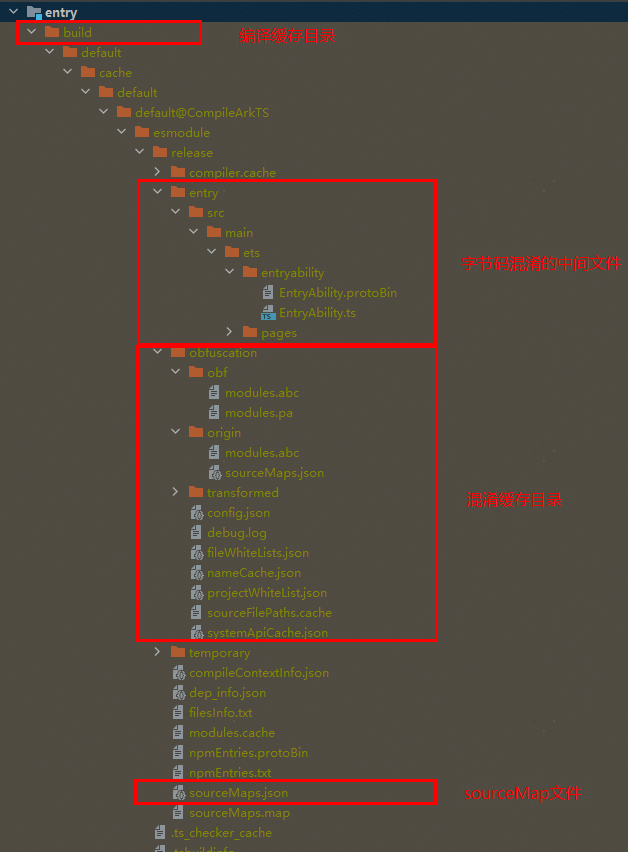 entry
build
编译缓存目录
default
cache
default
default@CompileArkTS
esmodule
release
compiler.cache
entry
src
main
ets
字节码混淆的中间文件
entryability
EntryAbility.protoBin
EntryAbility.ts
pages
obfuscation
obf
modules.abc
modules.pa
origin
modules.abc
sourceMaps.json
transformed
混淆缓存目录
config.json
debug.log
fileWhiteLists.json
nameCache.json
projectWhiteList.json
sourceFilePaths.cache
systemApiCache.json
temporary
compileContextInfo.json
dep_info.json
filesInfo.txt
modules.cache
npmEntries.protoBin
npmEntries.txt
sourceMaps.json
sourceMap文件
sourceMaps.map
.ts_checker_cache
.tsbuildinfo